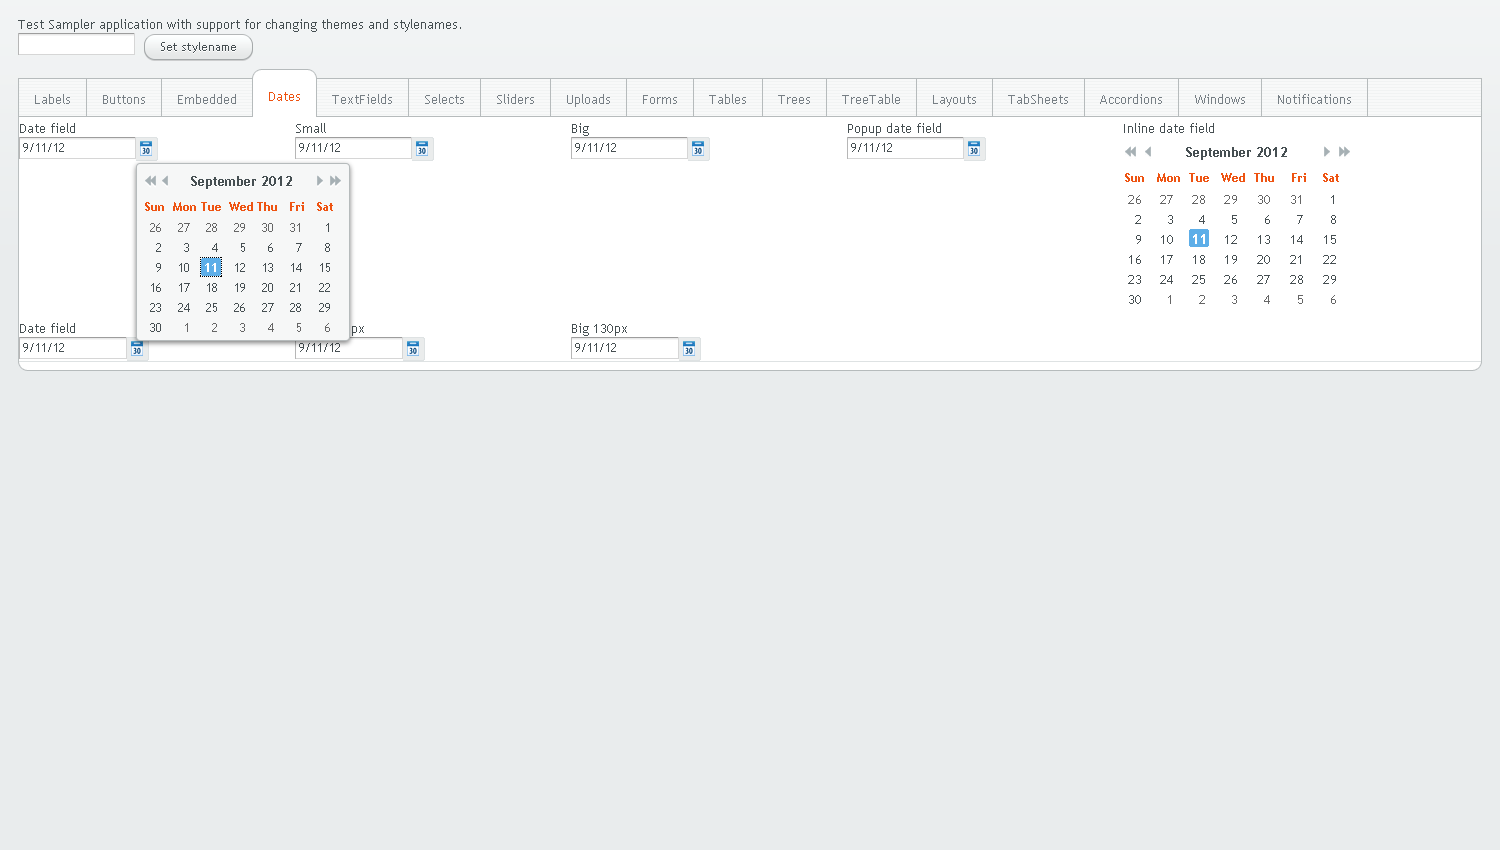 Test Sampler application with support for changing themes and stylenames.
Set stylename
Labels Buttons Embedded Dates TextFields Selects Sliders Uploads Forms Tables Trees TreeTable Layouts TabSheets Accordions Windows Notifications
Date field Small Big Popup date field Inline date field
9/11/12 30 9/11/12 30 9/11/12 30 9/11/12 30
September 2012
Sun Mon Tue Wed Thu Fri Sat
26 27 28 29 30 31 1
2 3 4 5 6 7 8
9 10 11 12 13 14 15
16 17 18 19 20 21 22
23 24 25 26 27 28 29
30 1 2 3 4 5 6
September 2012
Sun Mon Tue Wed Thu Fri Sat
26 27 28 29 30 31 1
2 3 4 5 6 7 8
9 10 11 12 13 14 15
16 17 18 19 20 21 22
23 24 25 26 27 28 29
30 1 2 3 4 5 6
Date field px Big 130px
9/11/12 30 9/11/12 30 9/11/12 30